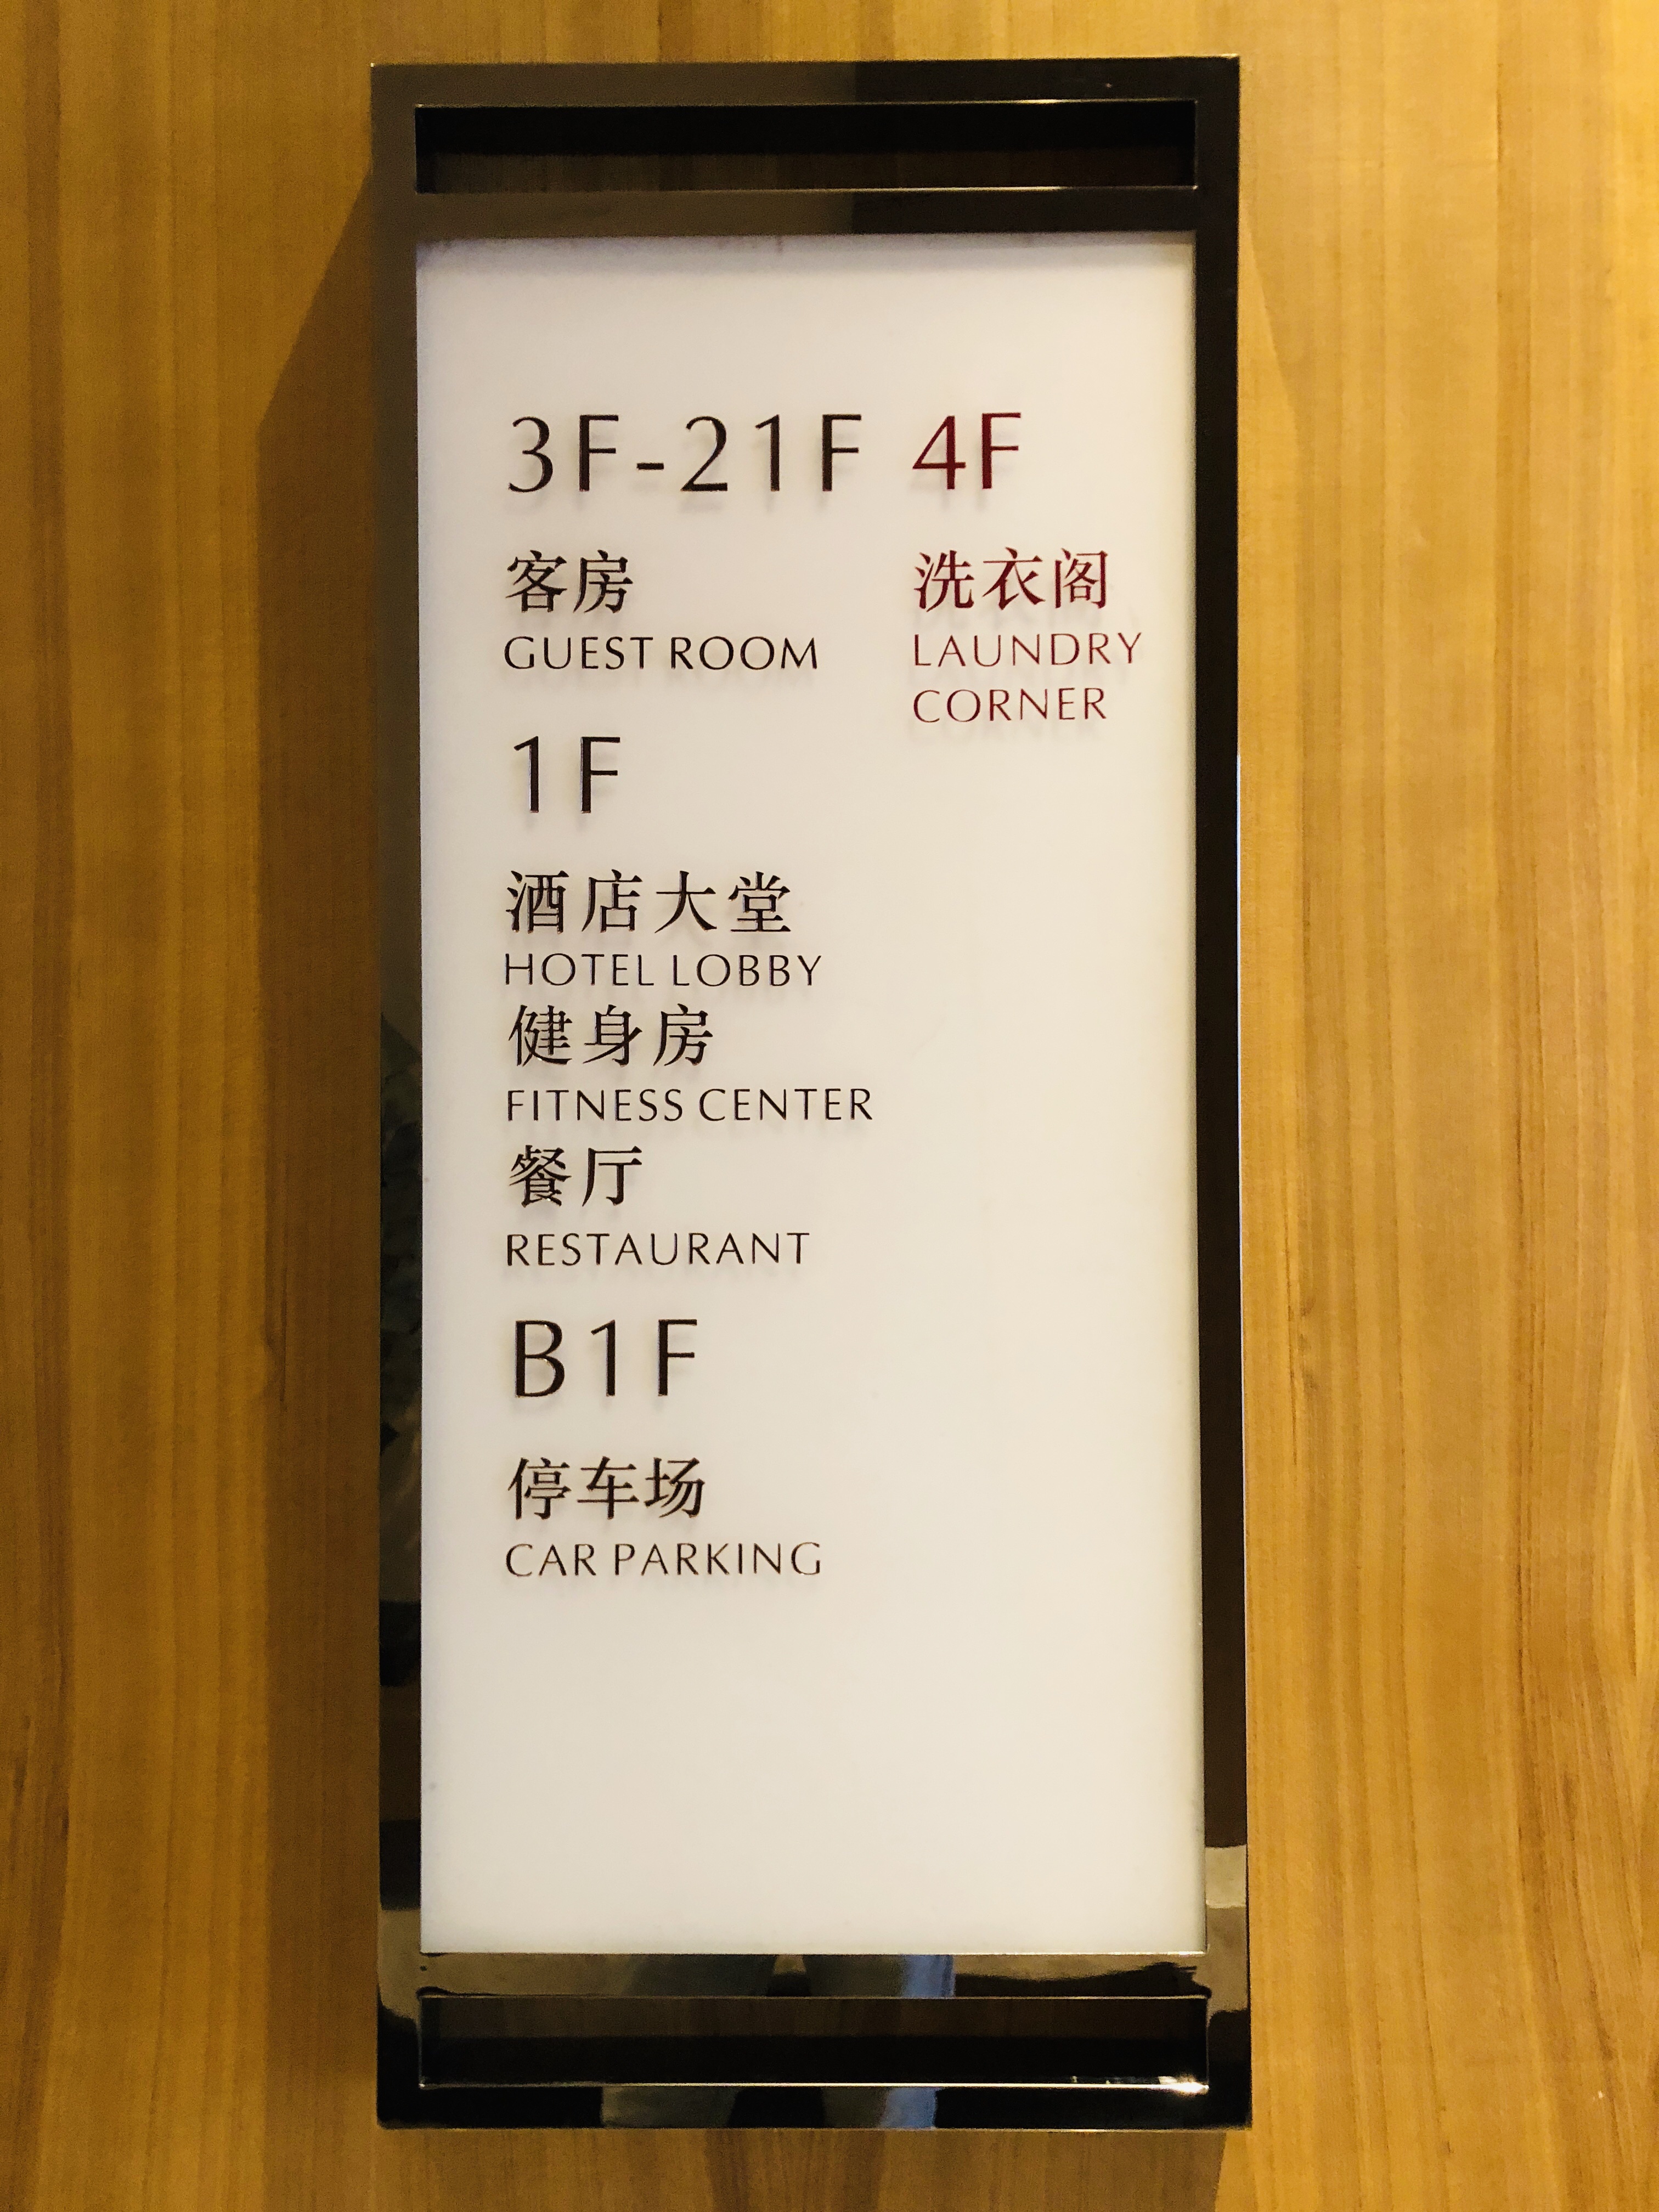 3F-21F
客房
GUEST ROOM
4F
洗衣阁
LAUNDRY
CORNER
1F
酒店大堂
HOTEL LOBBY
健身房
FITNESS CENTER
餐厅
RESTAURANT
B1F
停车场
CAR PARKING